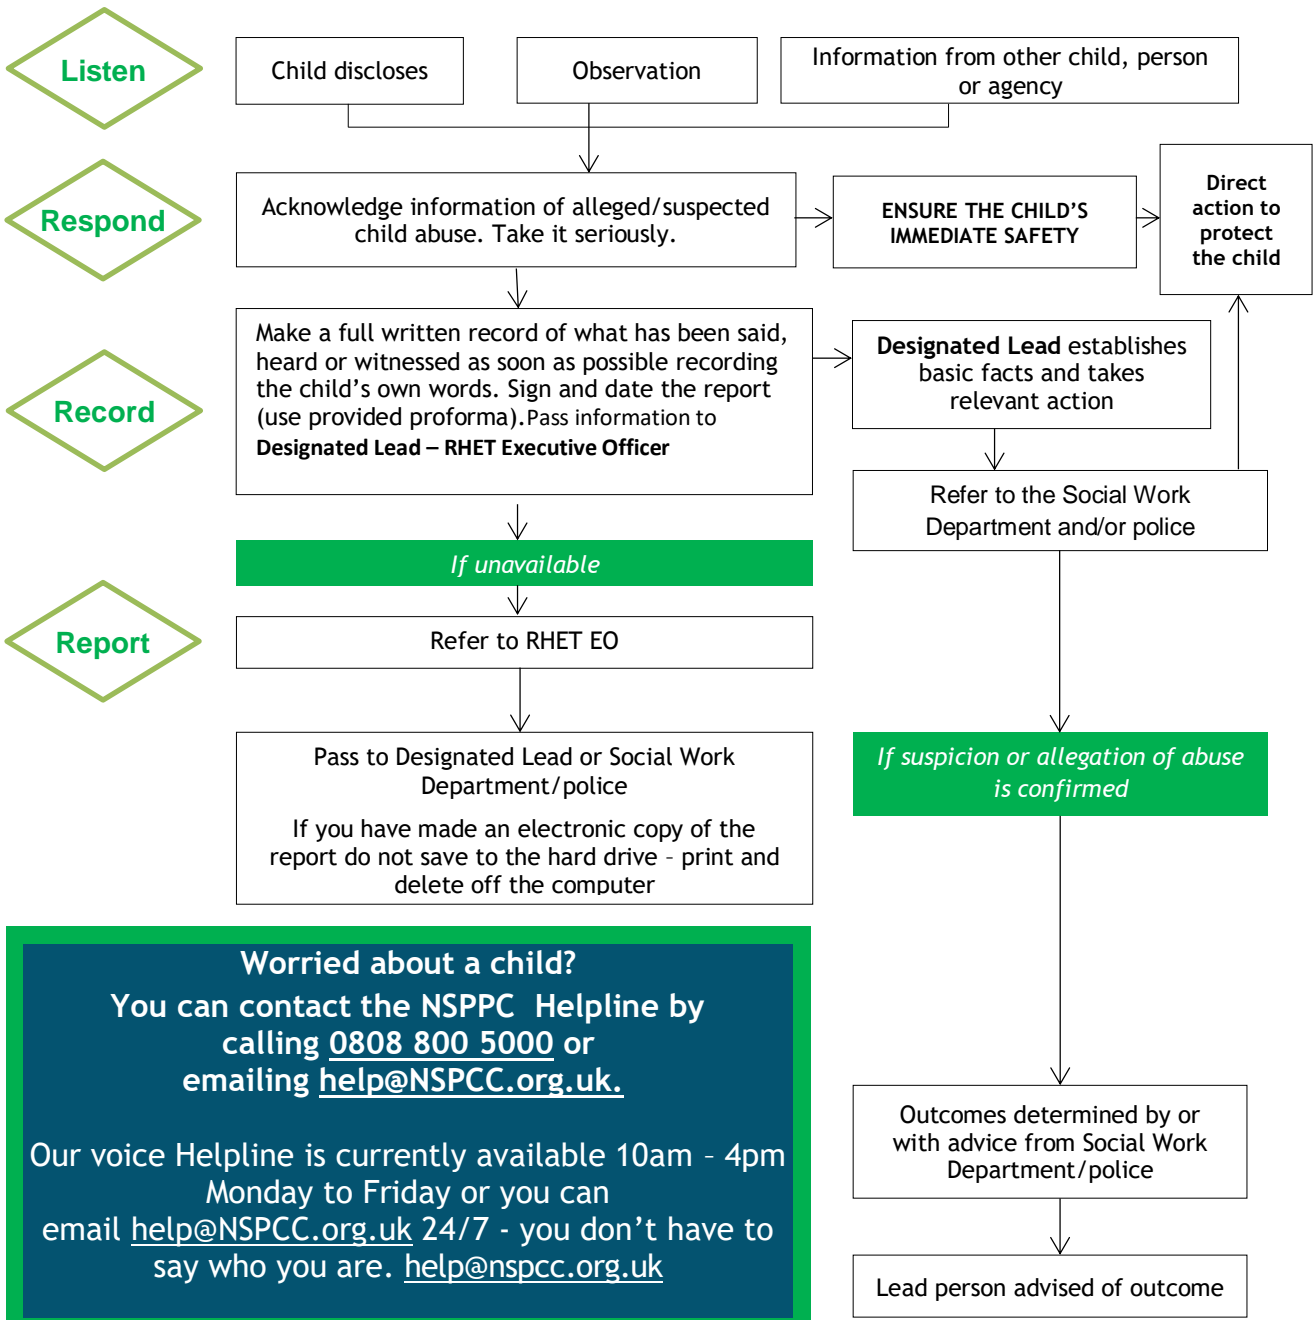 Listen
Child discloses
Observation
Information from other child, person
or agency
Respond
Acknowledge information of alleged/suspected
child abuse. Take it seriously.
ENSURE THE CHILD’S
IMMEDIATE SAFETY
Direct
action to
protect
the child
Record
Make a full written record of what has been said,
heard or witnessed as soon as possible recording
the child’s own words. Sign and date the report
(use provided proforma).Pass information to
Designated Lead – RHET Executive Officer
Designated Lead establishes
basic facts and takes
relevant action
Refer to the Social Work
Department and/or police
If unavailable
Report
Refer to RHET EO
Pass to Designated Lead or Social Work
Department/police
If you have made an electronic copy of the
report do not save to the hard drive – print and
delete off the computer
If suspicion or allegation of abuse
is confirmed
Worried about a child?
You can contact the NSPPC Helpline by
calling 0808 800 5000 or
emailing help@NSPCC.org.uk.
Our voice Helpline is currently available 10am – 4pm
Monday to Friday or you can
email help@NSPCC.org.uk 24/7 - you don’t have to
say who you are. help@nspcc.org.uk
Outcomes determined by or
with advice from Social Work
Department/police
Lead person advised of outcome